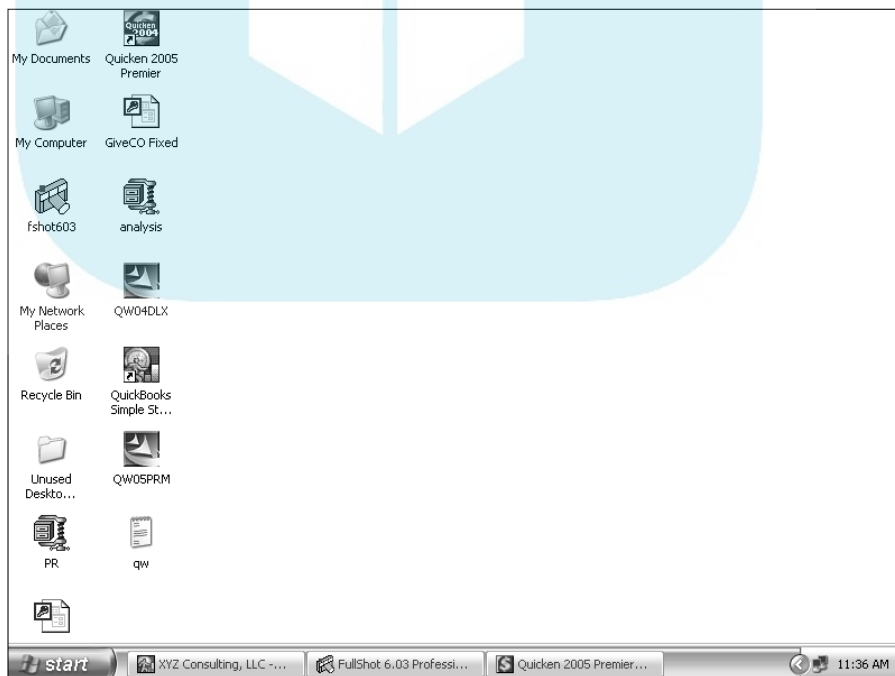 My Documents
Quicken
2004
Quicken 2005
Premier
My Computer
GiveCO Fixed
fshot603
analysis
My Network
Places
QW04DLX
Recycle Bin
QuickBooks
Simple St...
Unused
Deskto...
QW05PRM
PR
qw
start
XYZ Consulting, LLC -...
FullShot 6.03 Professi...
Quicken 2005 Premier...
11:36 AM